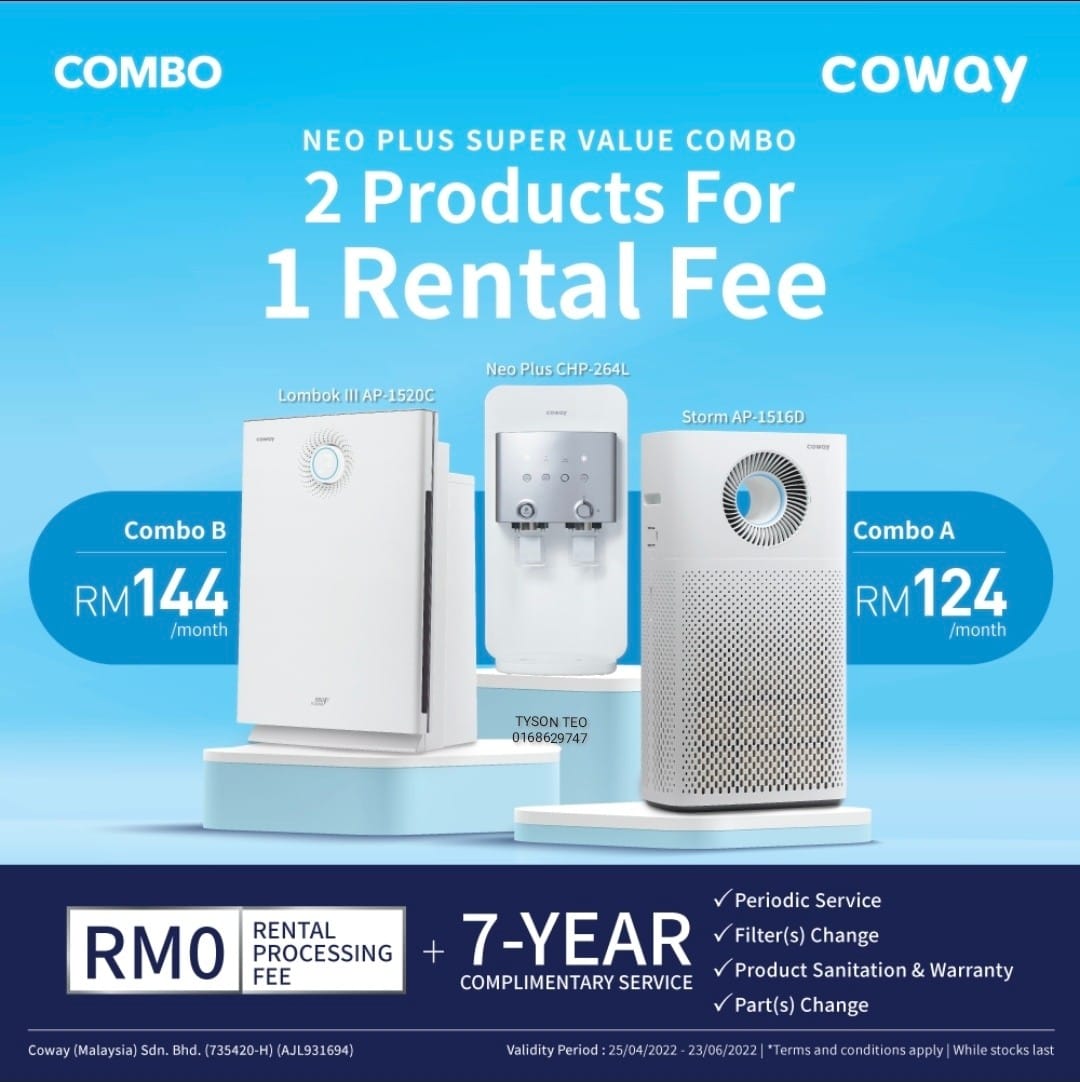 COMBO
coway
NEO PLUS SUPER VALUE COMBO
2 Products For
1 Rental Fee
Neo Plus CHP-264L
Lombok III AP-1520C
Storm AP-1516D
coway
coway
coway
Combo B
RM144
/month
Combo A
RM124
/month
TYSON TEO
0168629747
RM0
RENTAL
PROCESSING
FEE
+
7-YEAR
COMPLIMENTARY SERVICE
✓ Periodic Service
✓ Filter(s) Change
✓ Product Sanitation & Warranty
✓ Part(s) Change
Coway (Malaysia) Sdn. Bhd. (735420-H) (AJL931694)
Validity Period : 25/04/2022 - 23/06/2022 | *Terms and conditions apply | While stocks last